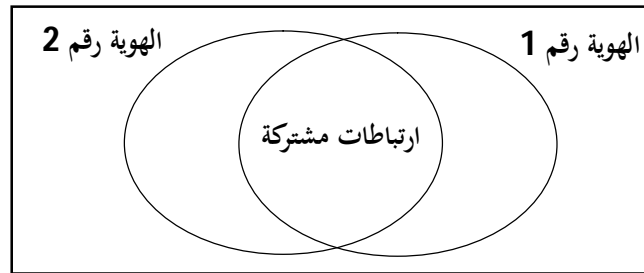 الهوية رقم 1
الهوية رقم 2
ارتباطات مشتركة